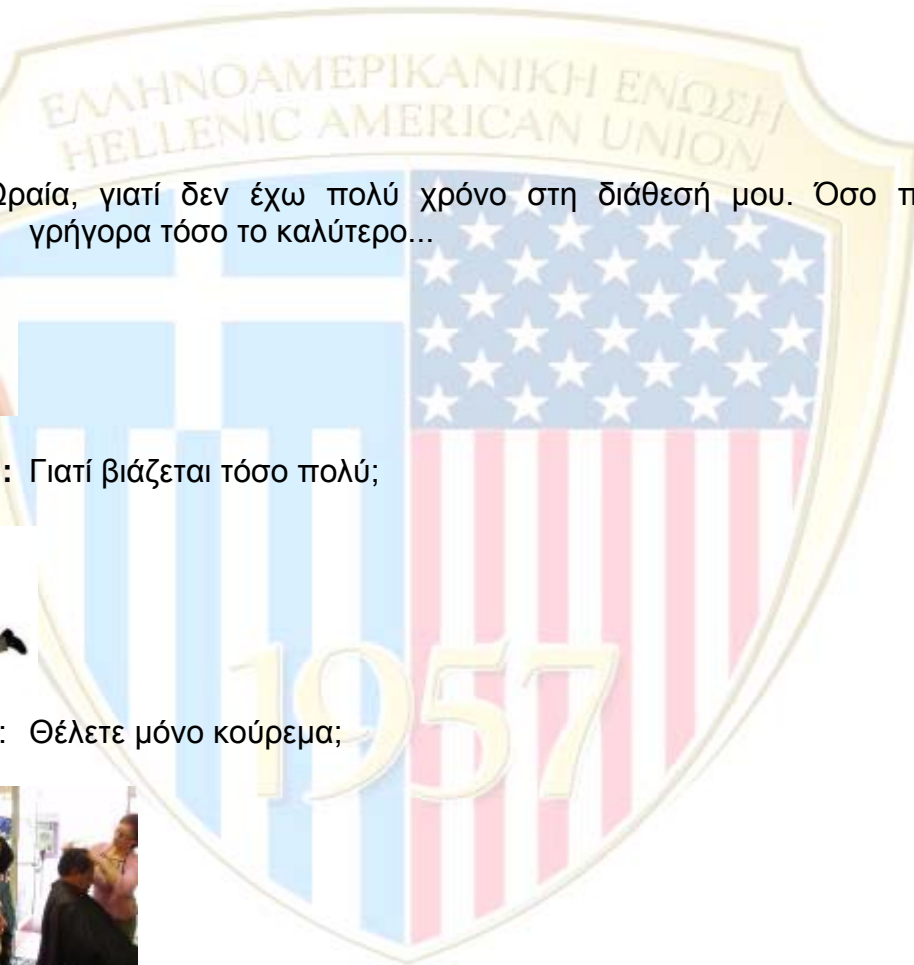 ΕΛΛΗΝΟΑΜΕΡΙΚΑΝΙΚΗ ΕΝΩΣΗ
HELLENIC AMERICAN UNION
Ωραία, γιατί δεν έχω πολύ χρόνο στη διάθεσή μου. Όσο
γρήγορα τόσο το καλύτερο...
: Γιατί βιάζεται τόσο πολύ;
: Θέλετε μόνο κούρεμα;
1957